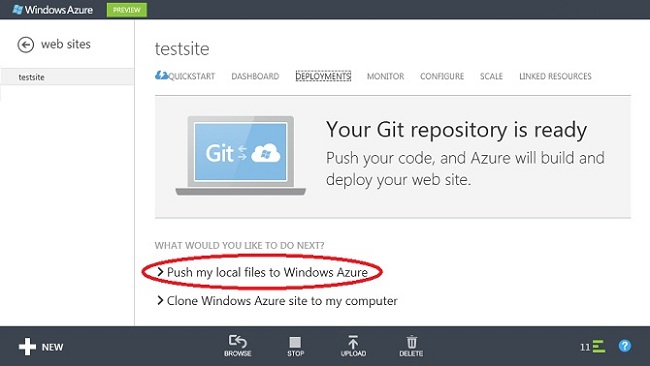 Windows Azure PREVIEW
web sites
testsite
testsite
QUICKSTART DASHBOARD DEPLOYMENTS MONITOR CONFIGURE SCALE LINKED RESOURCES
Git
Your Git repository is ready
Push your code, and Azure will build and
deploy your web site.
WHAT WOULD YOU LIKE TO DO NEXT?
Push my local files to Windows Azure
Clone Windows Azure site to my computer
NEW BROWSE STOP UPLOAD DELETE 11 ?